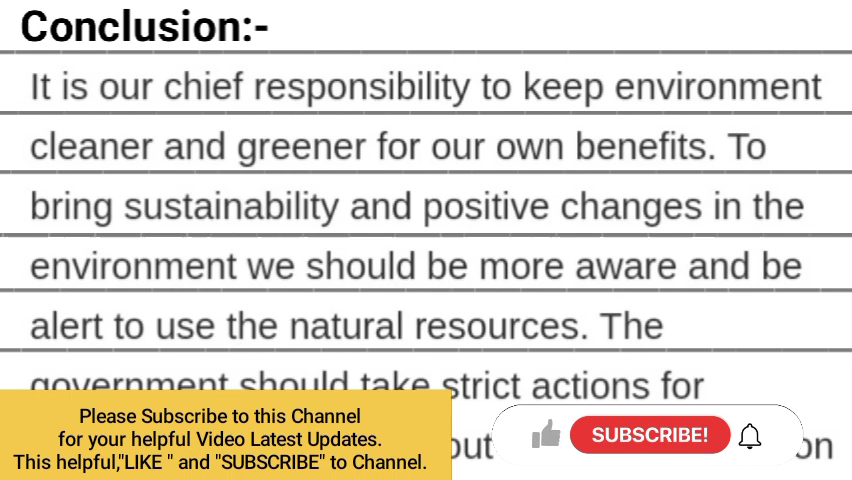 Conclusion:-
It is our chief responsibility to keep environment
cleaner and greener for our own benefits. To
bring sustainability and positive changes in the
environment we should be more aware and be
alert to use the natural resources. The
government should take strict actions for
Please Subscribe to this Channel
for your helpful Video Latest Updates.
This helpful,"LIKE " and "SUBSCRIBE" to Channel.
SUBSCRIBE!